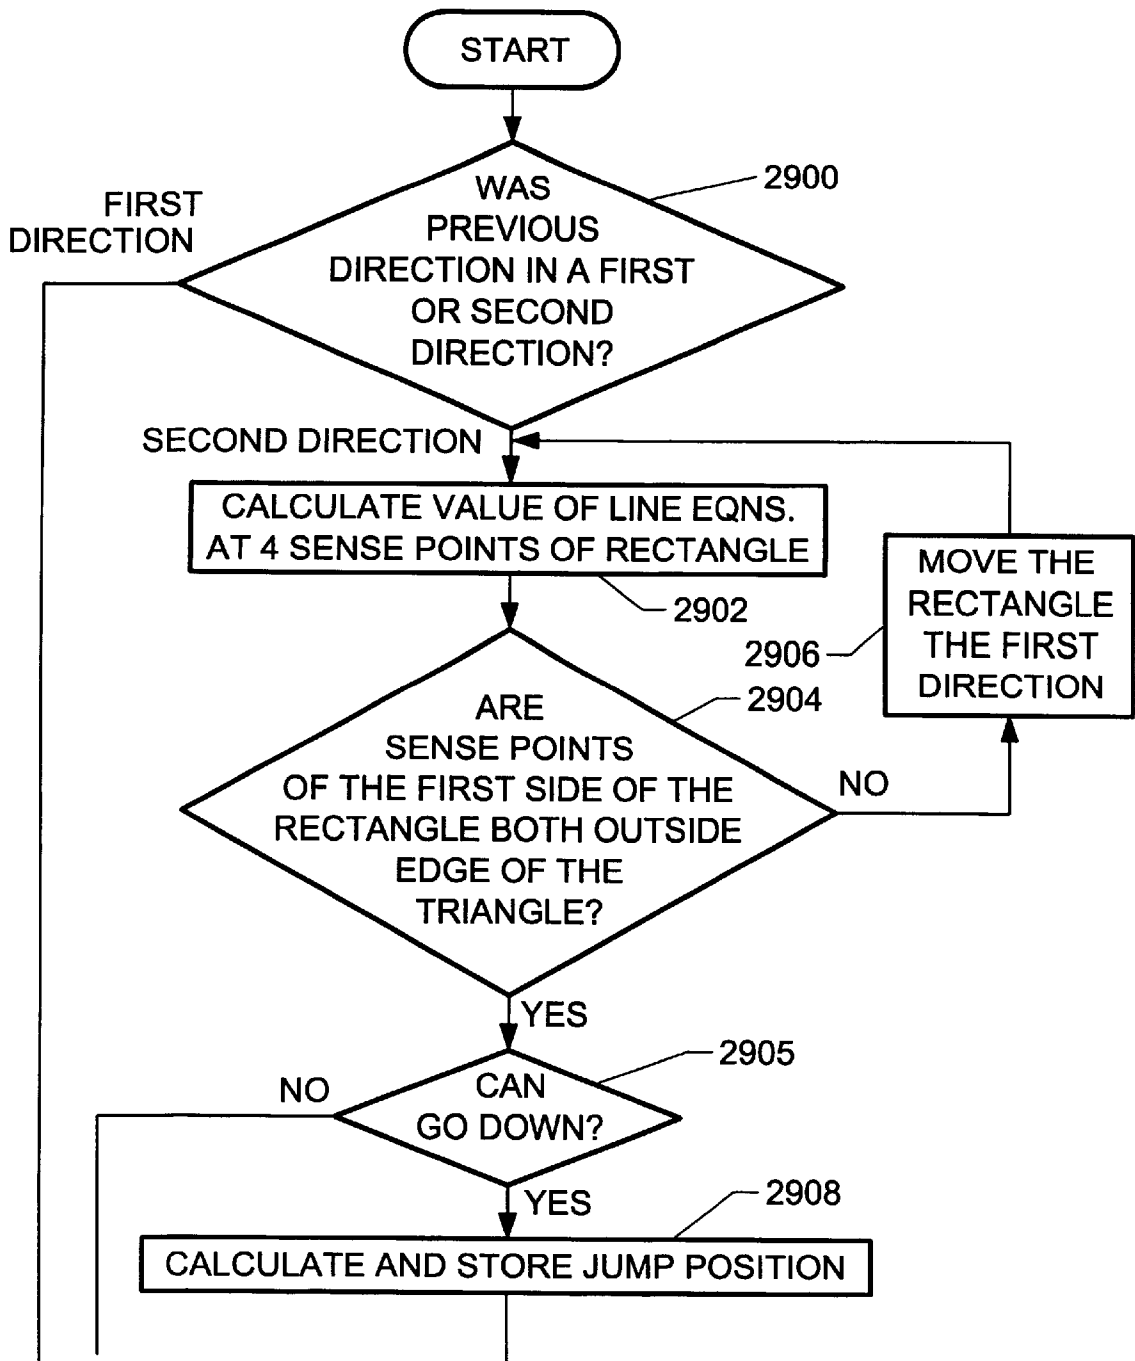 START
WAS
PREVIOUS
DIRECTION IN A FIRST
OR SECOND
DIRECTION?
2900
FIRST
DIRECTION
SECOND DIRECTION
CALCULATE VALUE OF LINE EQNS.
AT 4 SENSE POINTS OF RECTANGLE
2902
MOVE THE
RECTANGLE
THE FIRST
DIRECTION
2906
ARE
SENSE POINTS
OF THE FIRST SIDE OF THE
RECTANGLE BOTH OUTSIDE
EDGE OF THE
TRIANGLE?
2904
NO
YES
CAN
GO DOWN?
2905
NO
YES
2908
CALCULATE AND STORE JUMP POSITION